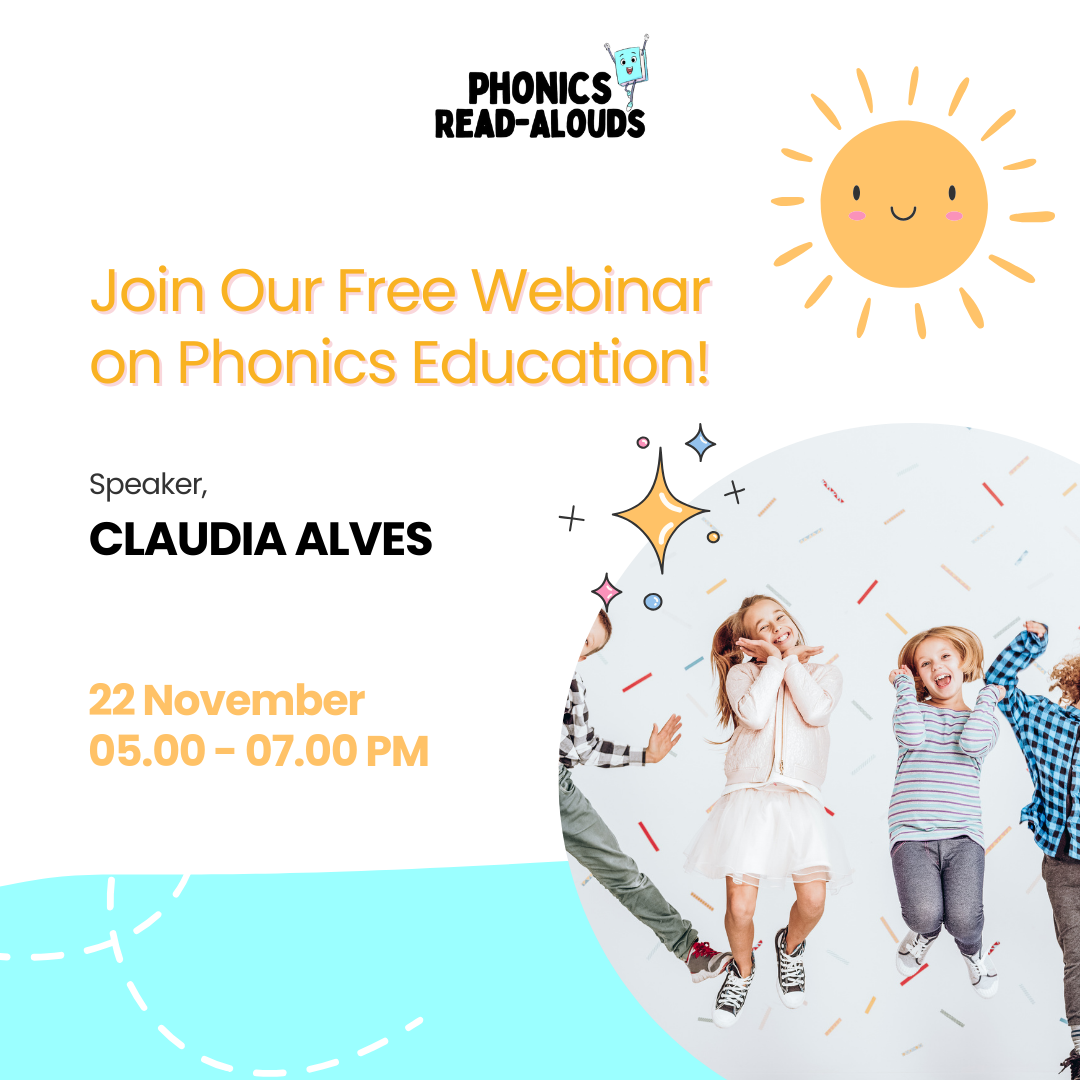 PHONICS
READ-ALOUDS
Join Our Free Webinar
on Phonics Education!
Speaker,
CLAUDIA ALVES
22 November
05.00 - 07.00 PM